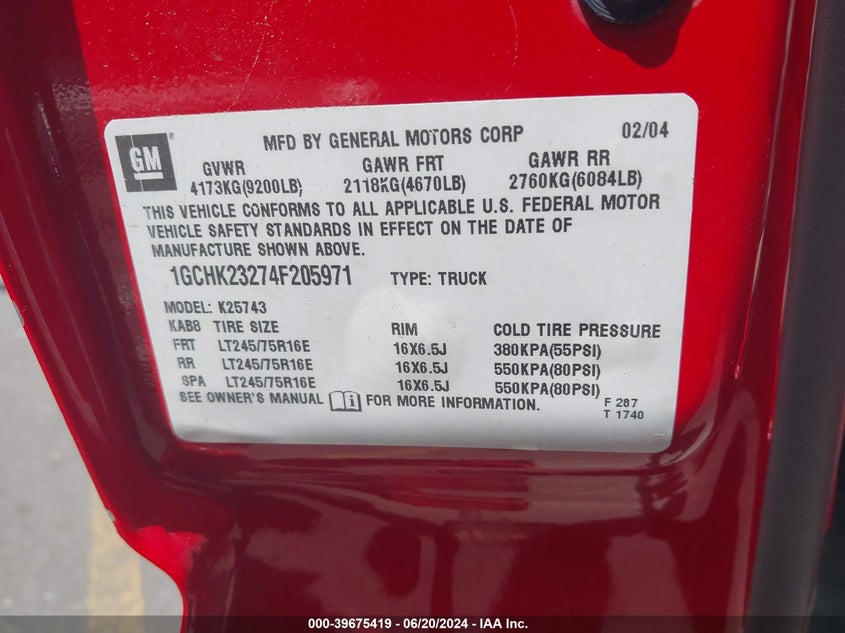 GM
MFD BY GENERAL MOTORS CORP 02/04
GVWR GAWR FRT GAWR RR
4173KG(9200LB) 2118KG(4670LB) 2760KG(6084LB)
THIS VEHICLE CONFORMS TO ALL APPLICABLE U.S. FEDERAL MOTOR
VEHICLE SAFETY STANDARDS IN EFFECT ON THE DATE OF
MANUFACTURE SHOWN ABOVE.
1GCHK23274F205971 TYPE: TRUCK
MODEL: K25743
KAB8 TIRE SIZE RIM COLD TIRE PRESSURE
FRT LT245/75R16E 16X6.5J 380KPA(55PSI)
RR LT245/75R16E 16X6.5J 550KPA(80PSI)
SPA LT245/75R16E 16X6.5J 550KPA(80PSI)
SEE OWNER'S MANUAL FOR MORE INFORMATION.
F 267
T 1740
000-39675419 - 06/20/2024 - IAA Inc.